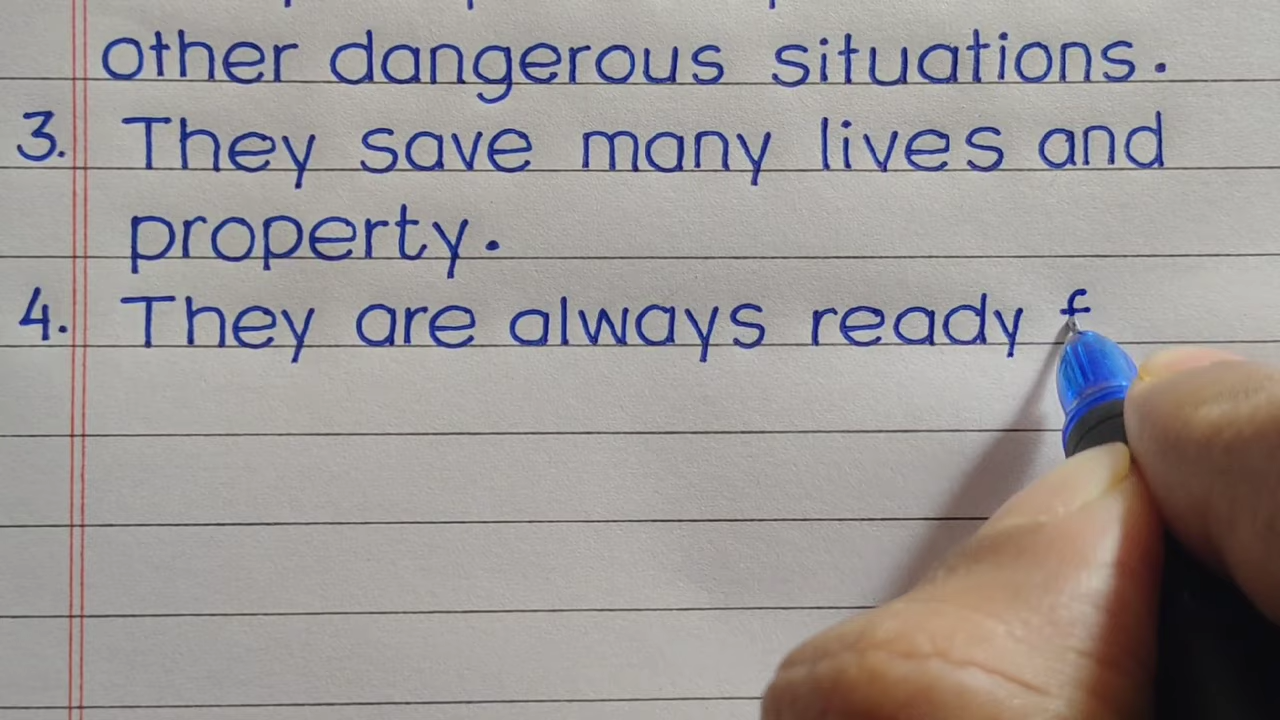 other dangerous situations.
3. They save many lives and
property.
4. They are always ready f